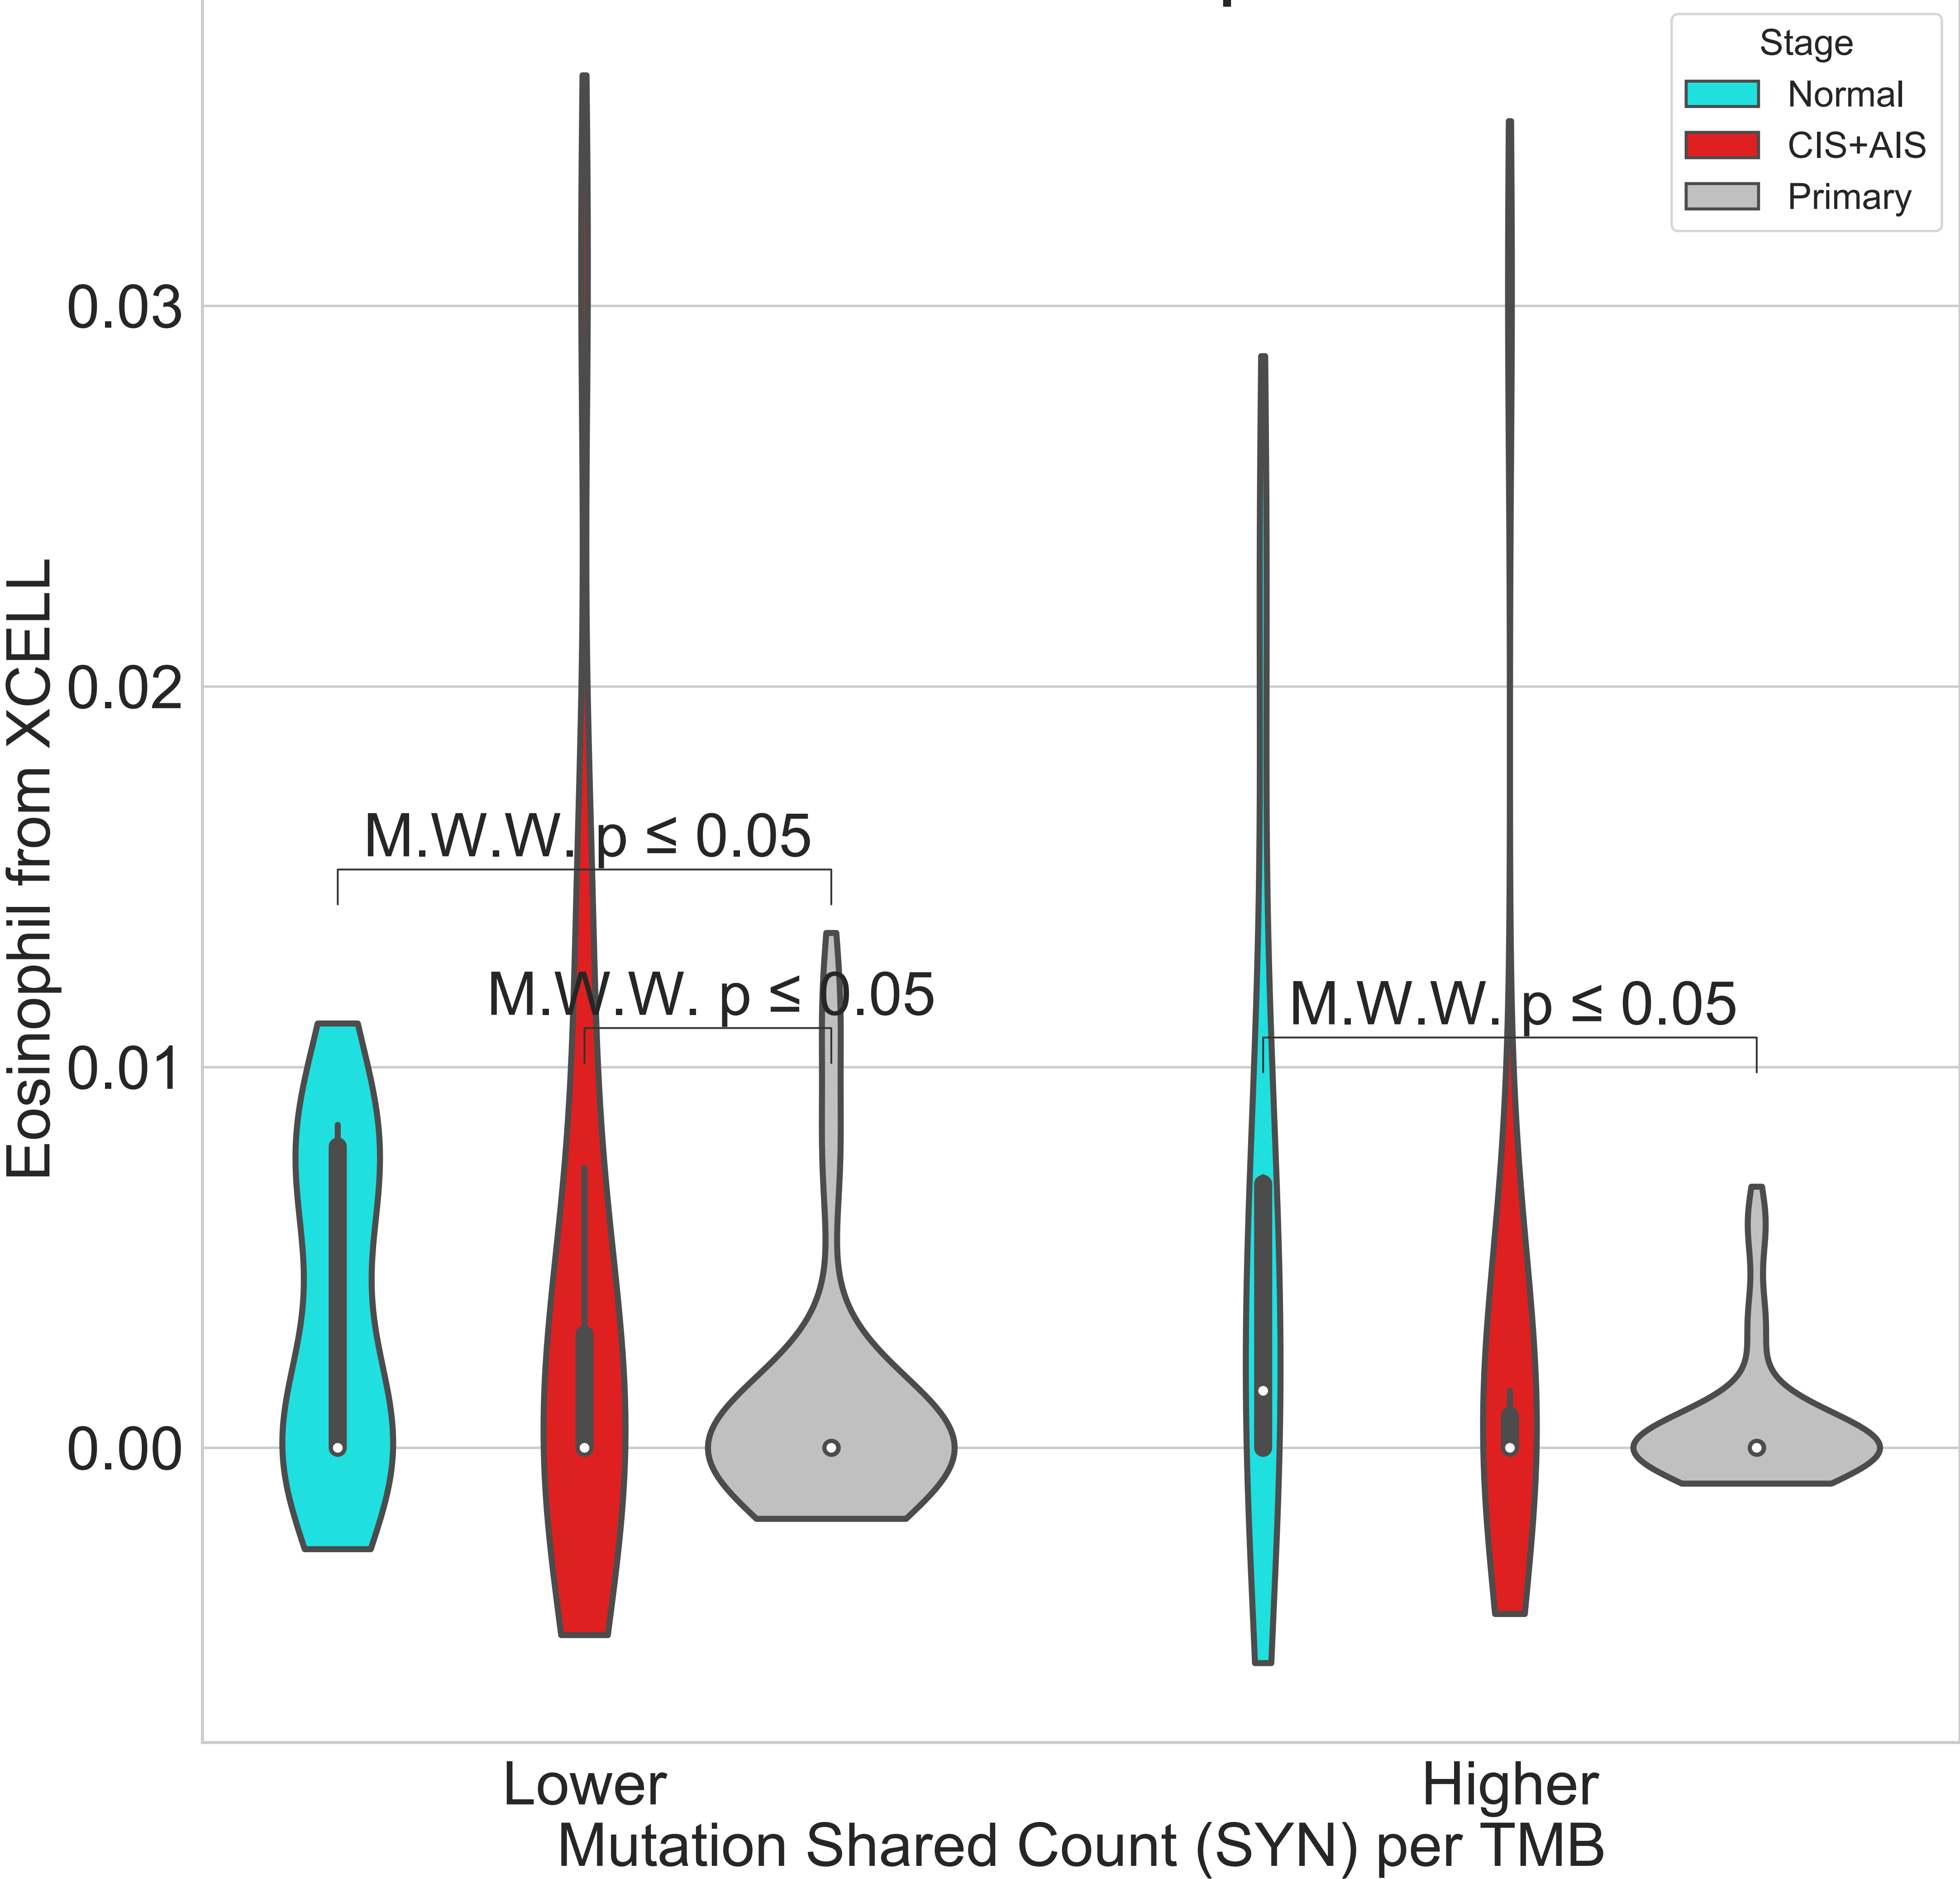 Stage
Normal
CIS+AIS
Primary
0.03
0.02
0.01
0.00
Eosinophil from XCELL
M.W.W. p ≤ 0.05
M.W.W. p ≤ 0.05
M.W.W. p ≤ 0.05
Lower
Higher
Mutation Shared Count (SYN) per TMB